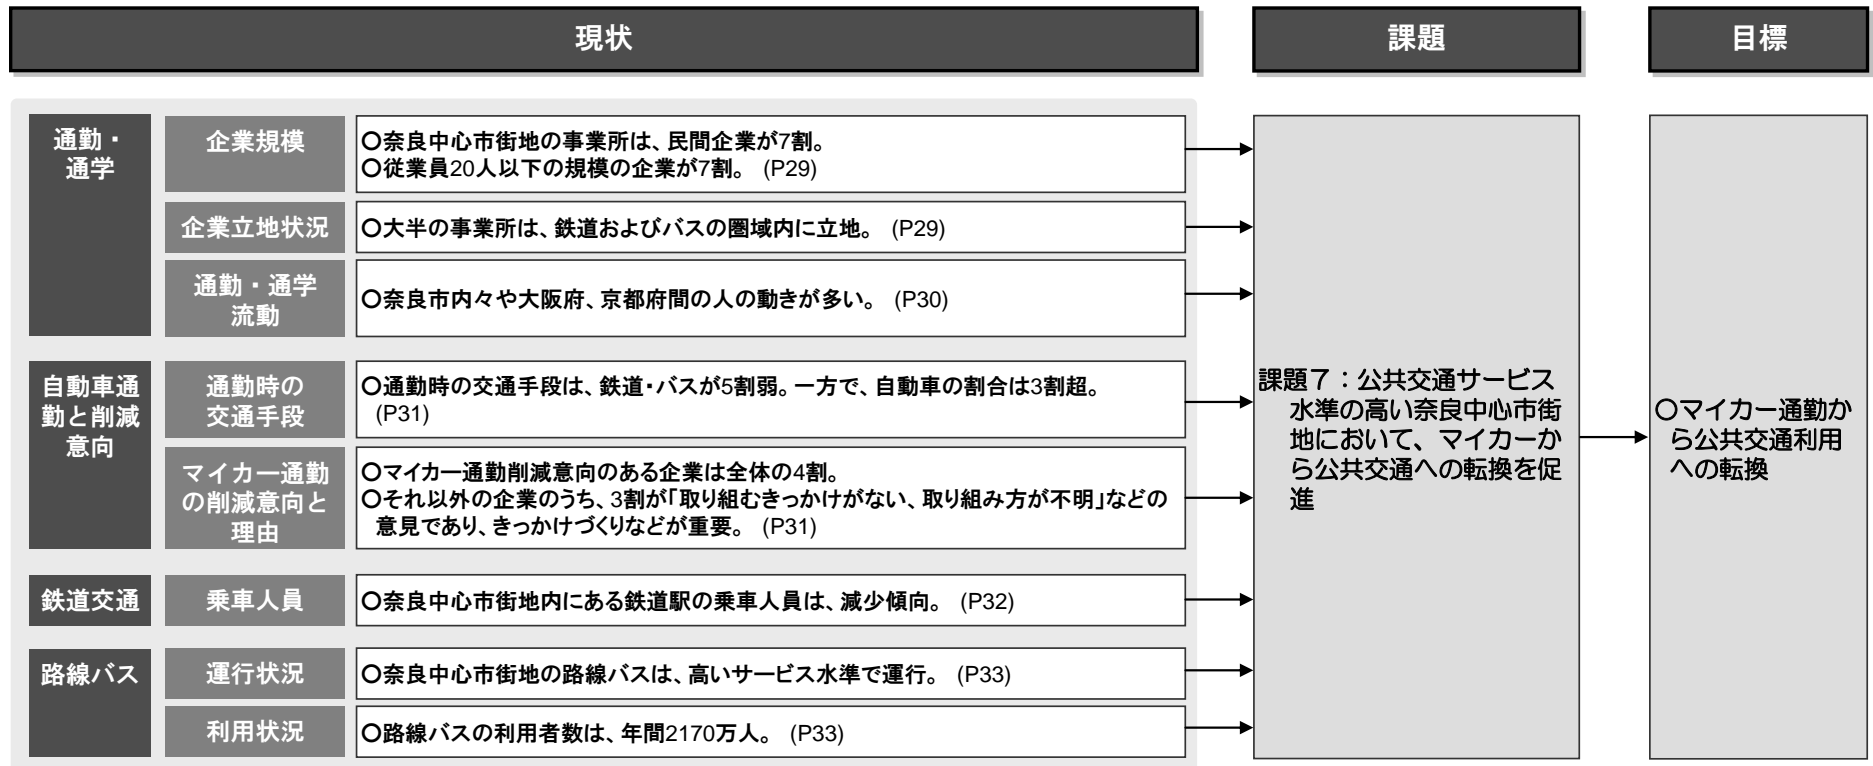 現状
課題
目標
通勤・
通学
企業規模
〇奈良中心市街地の事業所は、民間企業が7割。
〇従業員20人以下の規模の企業が7割。 (P29)
企業立地状況
〇大半の事業所は、鉄道およびバスの圏域内に立地。 (P29)
通勤・通学
流動
〇奈良市内々や大阪府、京都府間の人の動きが多い。 (P30)
自動車通
勤と削減
意向
通勤時の
交通手段
〇通勤時の交通手段は、鉄道・バスが5割弱。一方で、自動車の割合は3割超。
(P31)
マイカー通勤
の削減意向と
理由
〇マイカー通勤削減意向のある企業は全体の4割。
〇それ以外の企業のうち、3割が「取り組むきっかけがない、取り組み方が不明」などの
意見であり、きっかけづくりなどが重要。 (P31)
鉄道交通
乗車人員
〇奈良中心市街地内にある鉄道駅の乗車人員は、減少傾向。 (P32)
路線バス
運行状況
〇奈良中心市街地の路線バスは、高いサービス水準で運行。 (P33)
利用状況
〇路線バスの利用者数は、年間2170万人。 (P33)
課題7：公共交通サービス
水準の高い奈良中心市街
地において、マイカーか
ら公共交通への転換を促
進
〇マイカー通勤か
ら公共交通利用
への転換